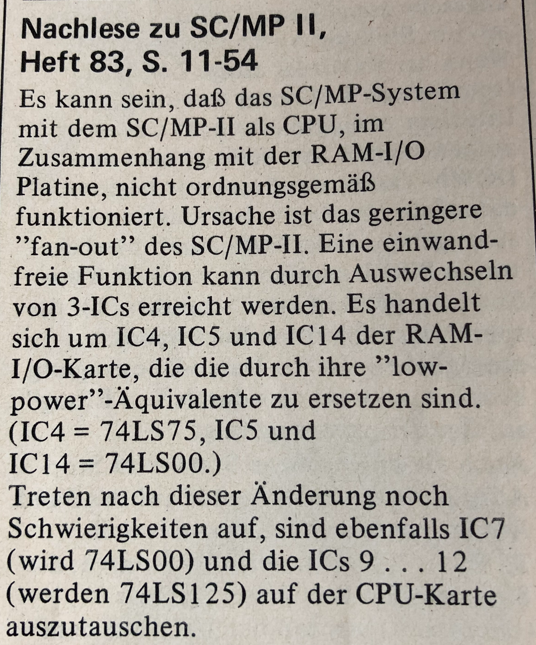 Nachlese zu SC/MP II,
Heft 83, S. 11-54
Es kann sein, daß das SC/MP-System
mit dem SC/MP-II als CPU, im
Zusammenhang mit der RAM-I/O
Platine, nicht ordnungsgemäß
funktioniert. Ursache ist das geringere
”fan-out” des SC/MP-II. Eine einwand-
freie Funktion kann durch Auswechseln
von 3-ICs erreicht werden. Es handelt
sich um IC4, IC5 und IC14 der RAM-
I/O-Karte, die die durch ihre ”low-
power”-Äquivalente zu ersetzen sind.
(IC4 = 74LS75, IC5 und
IC14 = 74LS00.)
Treten nach dieser Änderung noch
Schwierigkeiten auf, sind ebenfalls IC7
(wird 74LS00) und die ICs 9 . . . 12
(werden 74LS125) auf der CPU-Karte
auszutauschen.